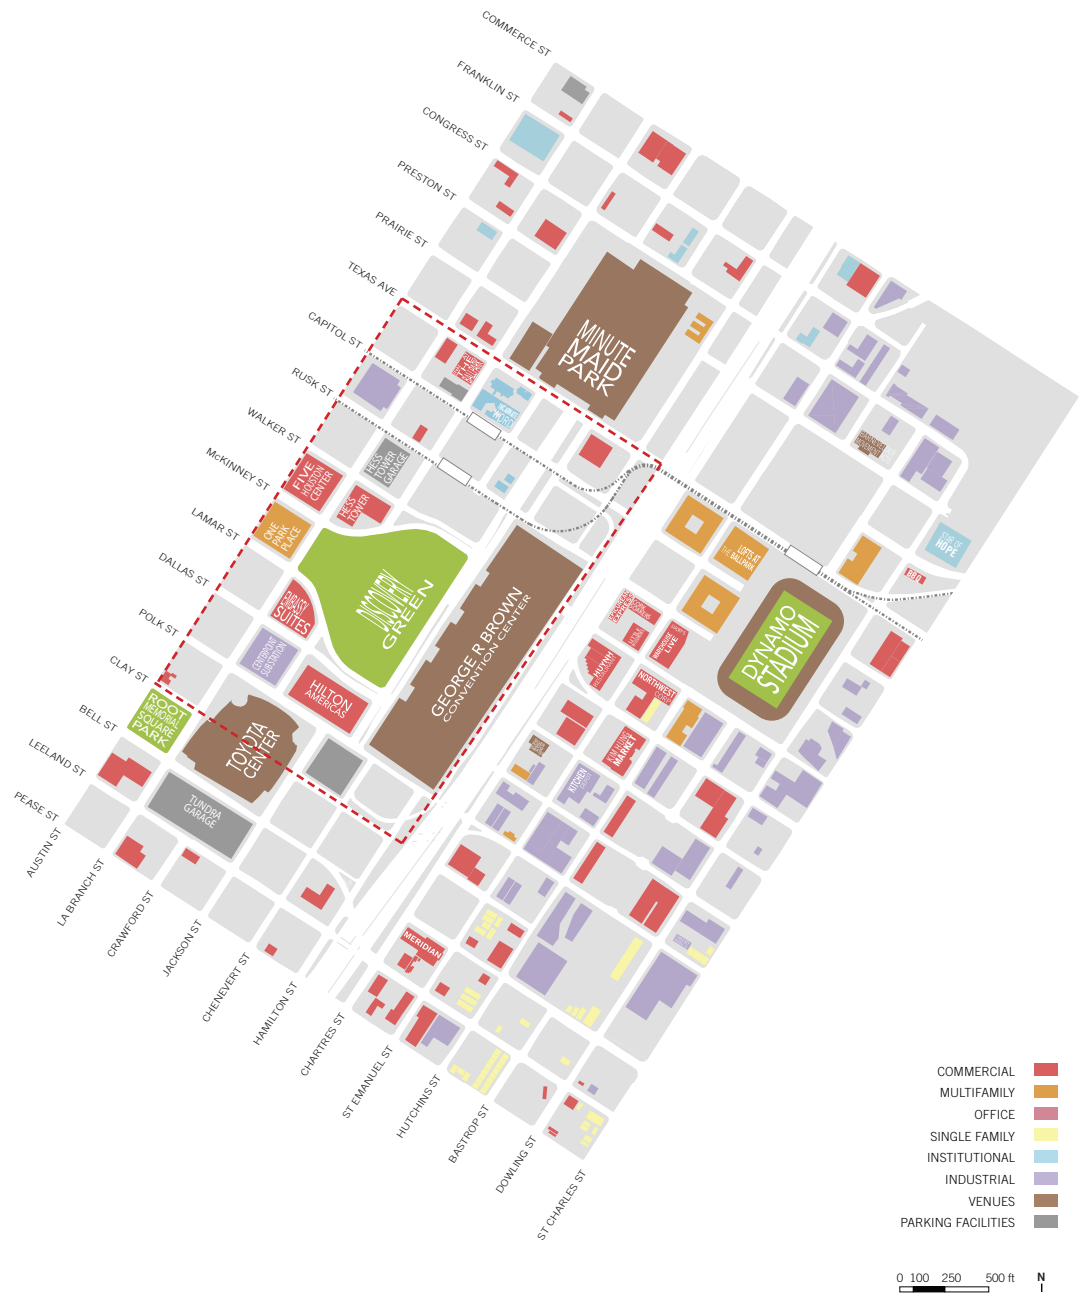 COMMERCE ST
FRANKLIN ST
CONGRESS ST
PRESTON ST
PRAIRIE ST
TEXAS AVE
CAPITOL ST
RUSK ST
WALKER ST
McKINNEY ST
LAMAR ST
DALLAS ST
POLK ST
CLAY ST
BELL ST
LEELAND ST
PEASE ST
AUSTIN ST
LA BRANCH ST
CRAWFORD ST
JACKSON ST
CHENEVERT ST
HAMILTON ST
CHARTRES ST
ST EMANUEL ST
HUTCHINS ST
BASTROP ST
DOWLING ST
ST CHARLES ST
MINUTE
MAID
PARK
HESS
TOWER
GARAGE
FIVE
HOUSTON
CENTER
HESS
TOWER
ONE
PARK
PLACE
EMBASSY
SUITES
GREEN
CENTERPOINT
SUBSTATION
HILTON
AMERICAS
GEORGE R BROWN
CONVENTION CENTER
ROOT
MEMORIAL
SQUARE
PARK
TOYOTA
CENTER
TUNDRA
GARAGE
LOFTS AT
THE BALLPARK
STAR OF
HOPE
BBQ
DYNAMO
STADIUM
WAREHOUSE
LIVE
HUYNH
NORTHWEST
KIM HUNG
MARKET
KITCHEN
MERIDIAN
COMMERCIAL
MULTIFAMILY
OFFICE
SINGLE FAMILY
INSTITUTIONAL
INDUSTRIAL
VENUES
PARKING FACILITIES
0 100 250 500 ft
N